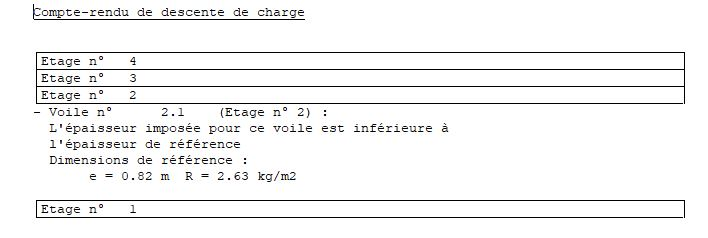 Compte-rendu de descente de charge
Etage n° 4
Etage n° 3
Etage n° 2
- Voile n° 2.1 (Etage n° 2) :
L'épaisseur imposée pour ce voile est inférieure à
l'épaisseur de référence
Dimensions de référence :
e = 0.82 m R = 2.63 kg/m2
Etage n° 1